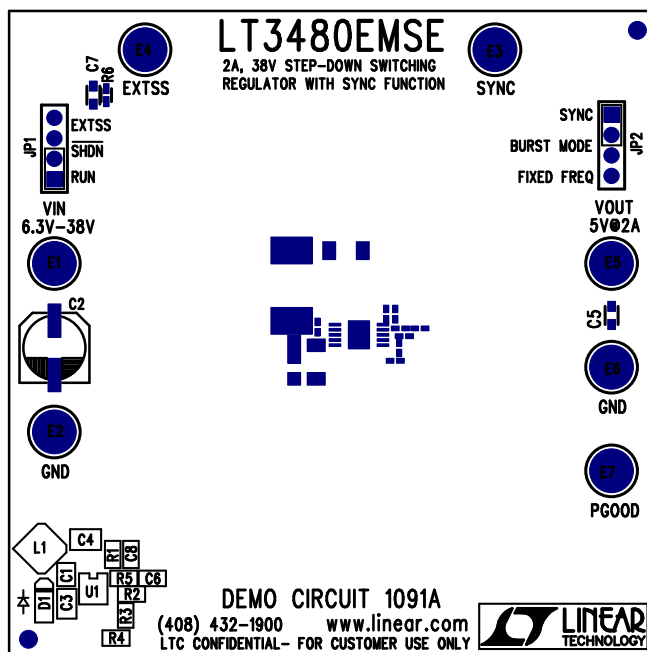 LT3480EMSE
2A, 38V STEP-DOWN SWITCHING
REGULATOR WITH SYNC FUNCTION
E4
EXTSS
E3
SYNC
C7
R6
JP1
EXTSS
SHDN
RUN
SYNC
BURST MODE
FIXED FREQ
JP2
VIN
6.3V-38V
VOUT
5V@2A
E1
E5
C2
C5
E6
GND
E2
GND
E7
PGOOD
L1
C4
R1
C8
C1
U1
R5
C6
D1
C3
R2
R3
R4
DEMO CIRCUIT 1091A
(408) 432-1900 www.linear.com
LTC CONFIDENTIAL- FOR CUSTOMER USE ONLY
LINEAR
TECHNOLOGY